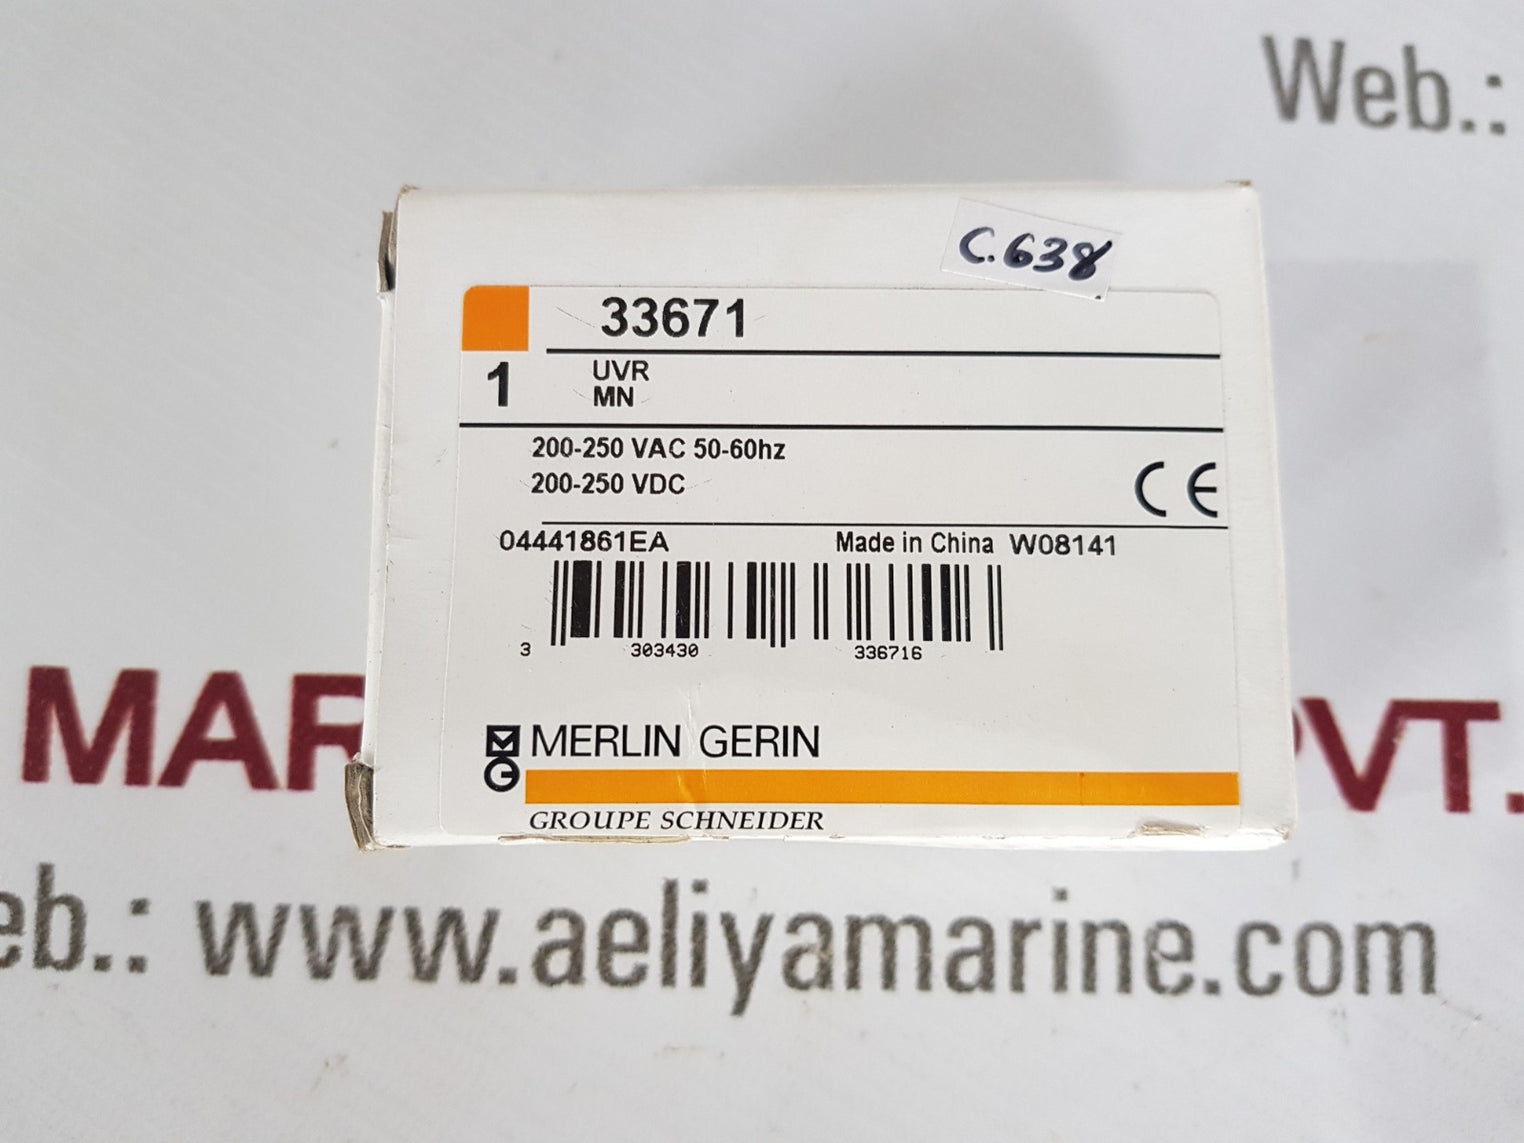 Web.:
C.638
33671
1 UVR
MN
200-250 VAC 50-60hz
200-250 VDC
CE
04441861EA Made in China W08141
3 303430 336716
MERLIN GERIN
GROUPE SCHNEIDER
MAR PVT.
eb.: www.aeliyamarine.com